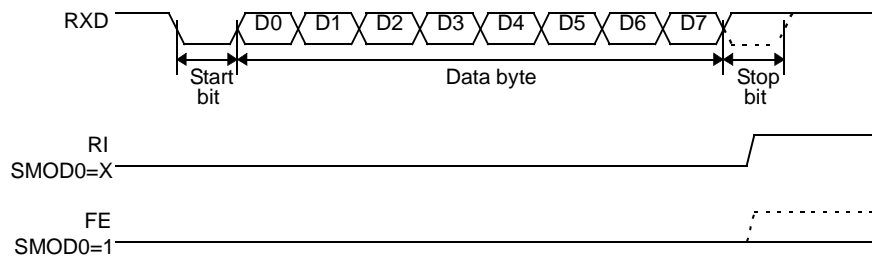 RXD D0 D1 D2 D3 D4 D5 D6 D7
Start Data byte Stop
bit bit
RI
SMOD0=X
FE
SMOD0=1